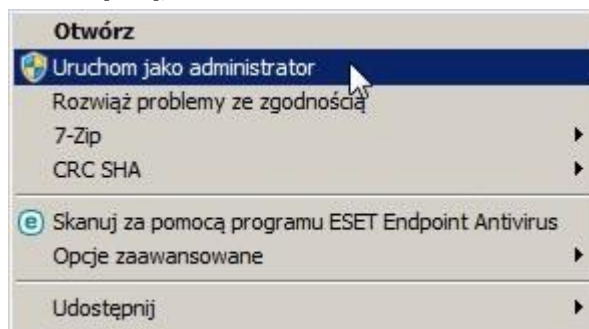 Otwórz
Uruchom jako administrator
Rozwiąż problemy ze zgodnością
7-Zip
CRC SHA
Skanuj za pomocą programu ESET Endpoint Antivirus
Opcje zaawansowane
Udostępnij